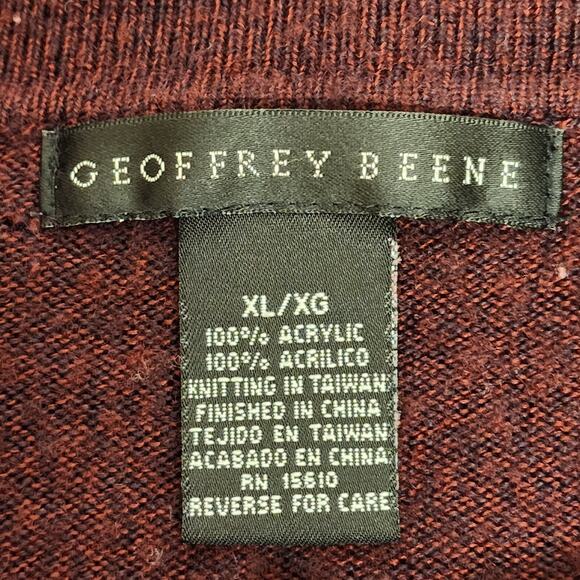 GEOFFREY BEENE
XL/XG
100% ACRYLIC
100% ACRILICO
KNITTING IN TAIWAN
FINISHED IN CHINA
TEJIDO EN TAIWAN
ACABADO EN CHINA
RN 15610
REVERSE FOR CARE